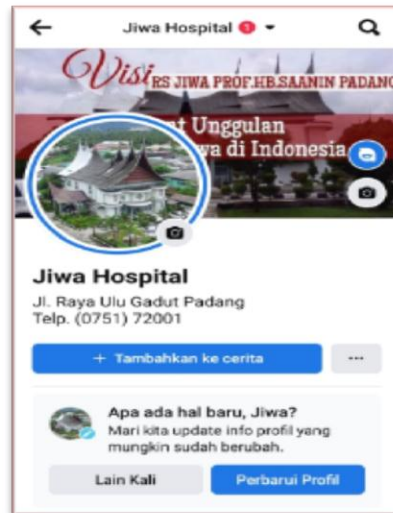 Jiwa Hospital 1
Visi RS JIWA PROF.HB.SAANIN PADANG
Unggulan
di Indonesia
Jiwa Hospital
Jl. Raya Ulu Gadut Padang
Telp. (0751) 72001
+ Tambahkan ke cerita
Apa ada hal baru, Jiwa?
Mari kita update info profil yang
mungkin sudah berubah.
Lain Kali
Perbarui Profil